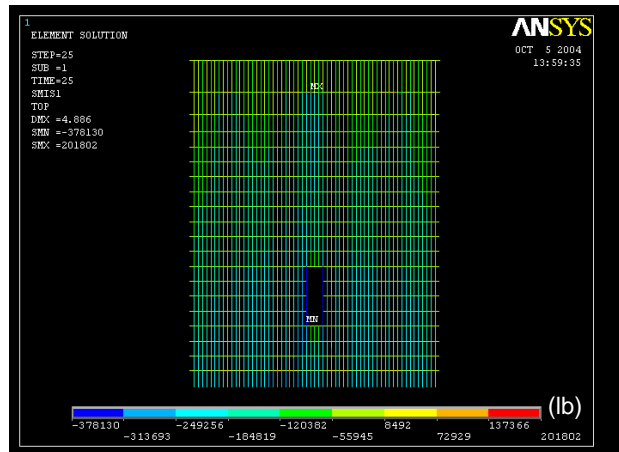 1
ELEMENT SOLUTION
STEP=25
SUB =1
TIME=25
SMIS1
TOP
DMX =4.886
SMN =-378130
SMX =201802
ANSYS
OCT 5 2004
13:59:35
MX
MN
(lb)
-378130 -249256 -120382 8492 137366
-313693 -184819 -55945 72929 201802